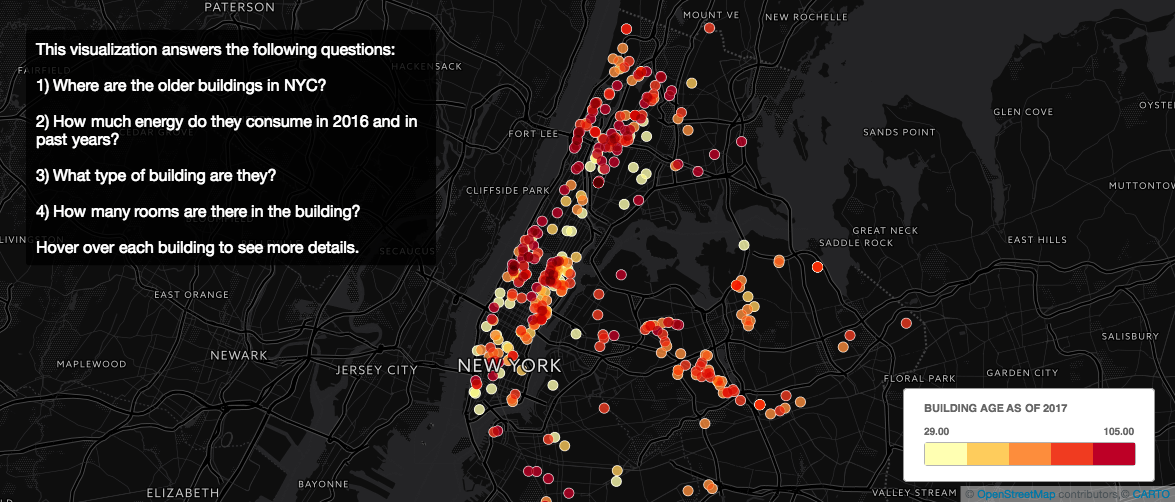 PATERSON
MOUNT VE
NEW ROCHELLE
This visualization answers the following questions:
FAIRFIELD
HACKENSACK
1) Where are the older buildings in NYC?
GLEN COVE
OYSTE
2) How much energy do they consume in 2016 and in
past years?
CEDAR GROVE
FORT LEE
SANDS POINT
3) What type of building are they?
CLIFFSIDE PARK
MUTTONTOW
4) How many rooms are there in the building?
LIVINGSTON
GREAT NECK
SADDLE ROCK
EAST HILLS
Hover over each building to see more details.
SECAUCUS
EAST ORANGE
SALISBURY
NEWARK
MAPLEWOOD
JERSEY CITY
NEW YORK
FLORAL PARK
GARDEN CITY
BUILDING AGE AS OF 2017
29.00 105.00
BAYONNE
ELIZABETH
VALLEY STREAM
© OpenStreetMap contributors © CARTO